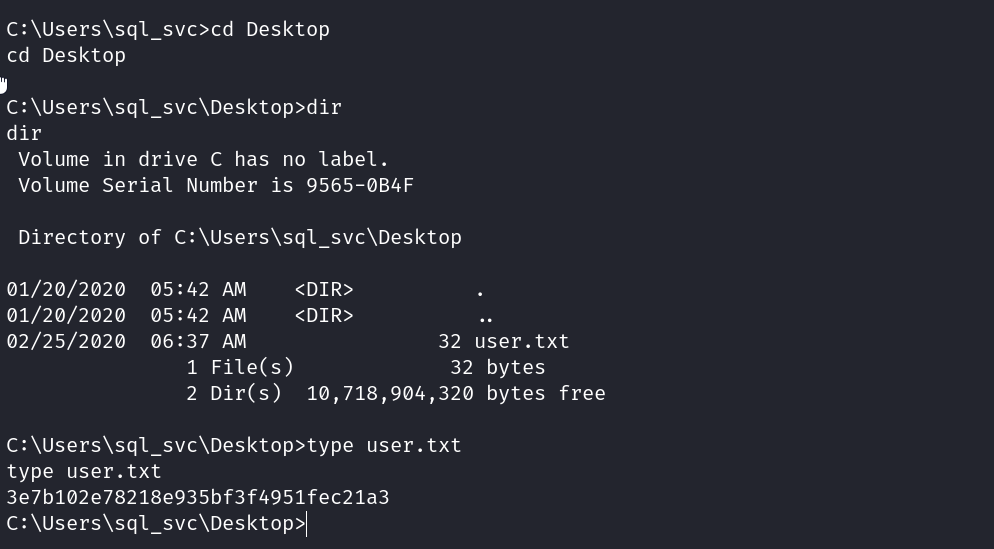 C:\Users\sql_svc>cd Desktop
cd Desktop
C:\Users\sql_svc\Desktop>dir
dir
 Volume in drive C has no label.
 Volume Serial Number is 9565-0B4F
 Directory of C:\Users\sql_svc\Desktop
01/20/2020  05:42 AM    <DIR>          .
01/20/2020  05:42 AM    <DIR>          ..
02/25/2020  06:37 AM                32 user.txt
               1 File(s)             32 bytes
               2 Dir(s)  10,718,904,320 bytes free
C:\Users\sql_svc\Desktop>type user.txt
type user.txt
3e7b102e78218e935bf3f4951fec21a3
C:\Users\sql_svc\Desktop>